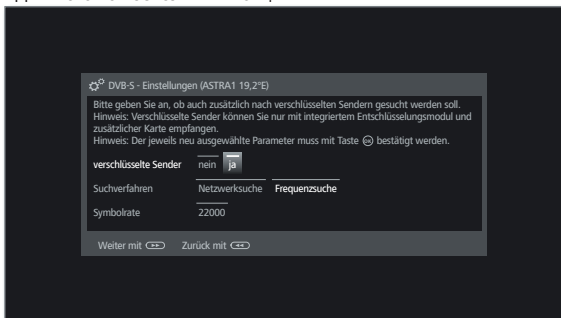 DVB-S - Einstellungen (ASTRA1 19,2°E)
Bitte geben Sie an, ob auch zusätzlich nach verschlüsselten Sendern gesucht werden soll.
Hinweis: Verschlüsselte Sender können Sie nur mit integriertem Entschlüsselungsmodul und
zusätzlicher Karte empfangen.
Hinweis: Der jeweils neu ausgewählte Parameter muss mit Taste OK bestätigt werden.
verschlüsselte Sender nein ja
Suchverfahren Netzwerksuche Frequenzsuche
Symbolrate 22000
Weiter mit Zurück mit